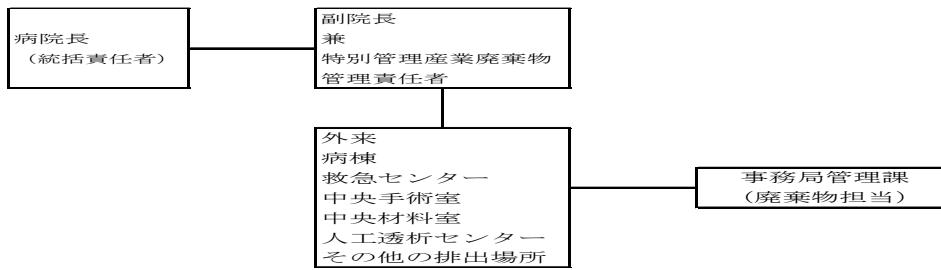 病院長
（統括責任者）
副院長
兼
特別管理産業廃棄物
管理責任者
外来
病棟
救急センター
中央手術室
中央材料室
人工透析センター
その他の排出場所
事務局管理課
(廃棄物担当)